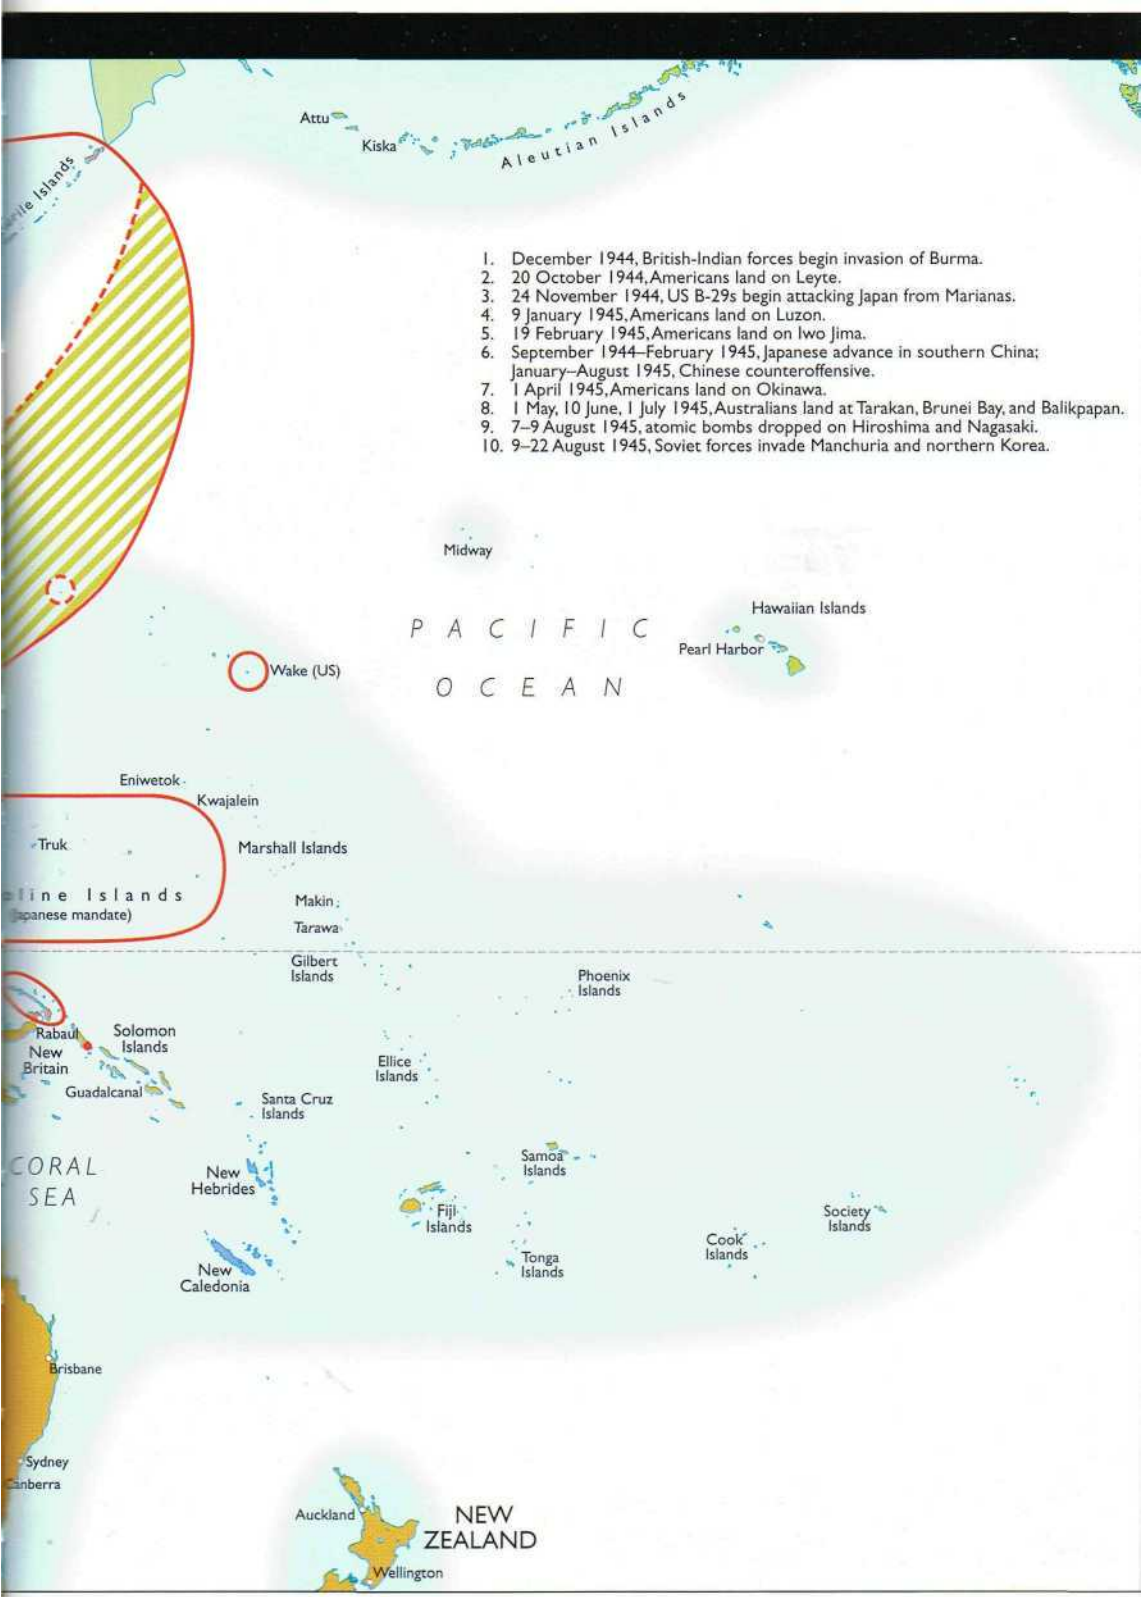 Attu
Kiska
Aleutian Islands
1. December 1944, British-Indian forces begin invasion of Burma.
2. 20 October 1944, Americans land on Leyte.
3. 24 November 1944, US B-29s begin attacking Japan from Marianas.
4. 9 January 1945, Americans land on Luzon.
5. 19 February 1945, Americans land on Iwo Jima.
6. September 1944–February 1945, Japanese advance in southern China;
January–August 1945, Chinese counteroffensive.
7. 1 April 1945, Americans land on Okinawa.
8. 1 May, 10 June, 1 July 1945, Australians land at Tarakan, Brunei Bay, and Balikpapan.
9. 7–9 August 1945, atomic bombs dropped on Hiroshima and Nagasaki.
10. 9–22 August 1945, Soviet forces invade Manchuria and northern Korea.
Islands
Midway
PACIFIC
OCEAN
Hawaiian Islands
Pearl Harbor
Wake (US)
Eniwetok
Kwajalein
Truk
Marshall Islands
Islands
mandate)
Makin
Tarawa
Gilbert
Islands
Phoenix
Islands
Rabaul
New
Britain
Solomon
Islands
Guadalcanal
Ellice
Islands
Santa Cruz
Islands
CORAL
SEA
New
Hebrides
Samoa
Islands
Fiji
Islands
Society
Islands
Cook
Islands
Tonga
Islands
New
Caledonia
Brisbane
Sydney
Canberra
Auckland
NEW
ZEALAND
Wellington